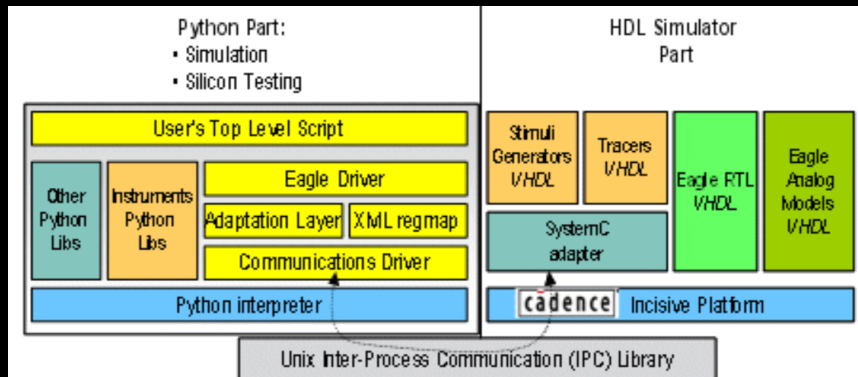 Python Part:
• Simulation
• Silicon Testing
User's Top Level Script
Other
Python
Libs
Instruments
Python
Libs
Eagle Driver
Adaptation Layer
XML regmap
Communications Driver
Python interpreter
HDL Simulator
Part
Stimuli
Generators
VHDL
Tracers
VHDL
SystemC
adapter
Eagle RTL
VHDL
Eagle
Analog
Models
VHDL
cādence Incisive Platform
Unix Inter-Process Communication (IPC) Library